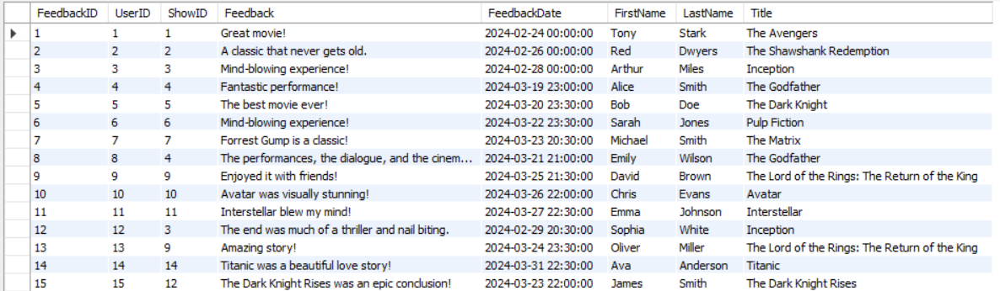 FeedbackID UserID ShowID Feedback FeedbackDate FirstName LastName Title
1 1 1 Great movie! 2024-02-24 00:00:00 Tony Stark The Avengers
2 2 2 A classic that never gets old. 2024-02-26 00:00:00 Red Dwyers The Shawshank Redemption
3 3 3 Mind-blowing experience! 2024-02-28 00:00:00 Arthur Miles Inception
4 4 4 Fantastic performance! 2024-03-19 23:00:00 Alice Smith The Godfather
5 5 5 The best movie ever! 2024-03-20 23:30:00 Bob Doe The Dark Knight
6 6 6 Mind-blowing experience! 2024-03-22 23:30:00 Sarah Jones Pulp Fiction
7 7 7 Forrest Gump is a classic! 2024-03-23 20:30:00 Michael Smith The Matrix
8 8 4 The performances, the dialogue, and the cinem... 2024-03-21 21:00:00 Emily Wilson The Godfather
9 9 9 Enjoyed it with friends! 2024-03-25 21:30:00 David Brown The Lord of the Rings: The Return of the King
10 10 10 Avatar was visually stunning! 2024-03-26 22:00:00 Chris Evans Avatar
11 11 11 Interstellar blew my mind! 2024-03-27 22:30:00 Emma Johnson Interstellar
12 12 3 The end was much of a thriller and nail biting. 2024-02-29 20:30:00 Sophia White Inception
13 13 9 Amazing story! 2024-03-24 23:30:00 Oliver Miller The Lord of the Rings: The Return of the King
14 14 14 Titanic was a beautiful love story! 2024-03-31 22:30:00 Ava Anderson Titanic
15 15 12 The Dark Knight Rises was an epic conclusion! 2024-03-23 22:00:00 James Smith The Dark Knight Rises